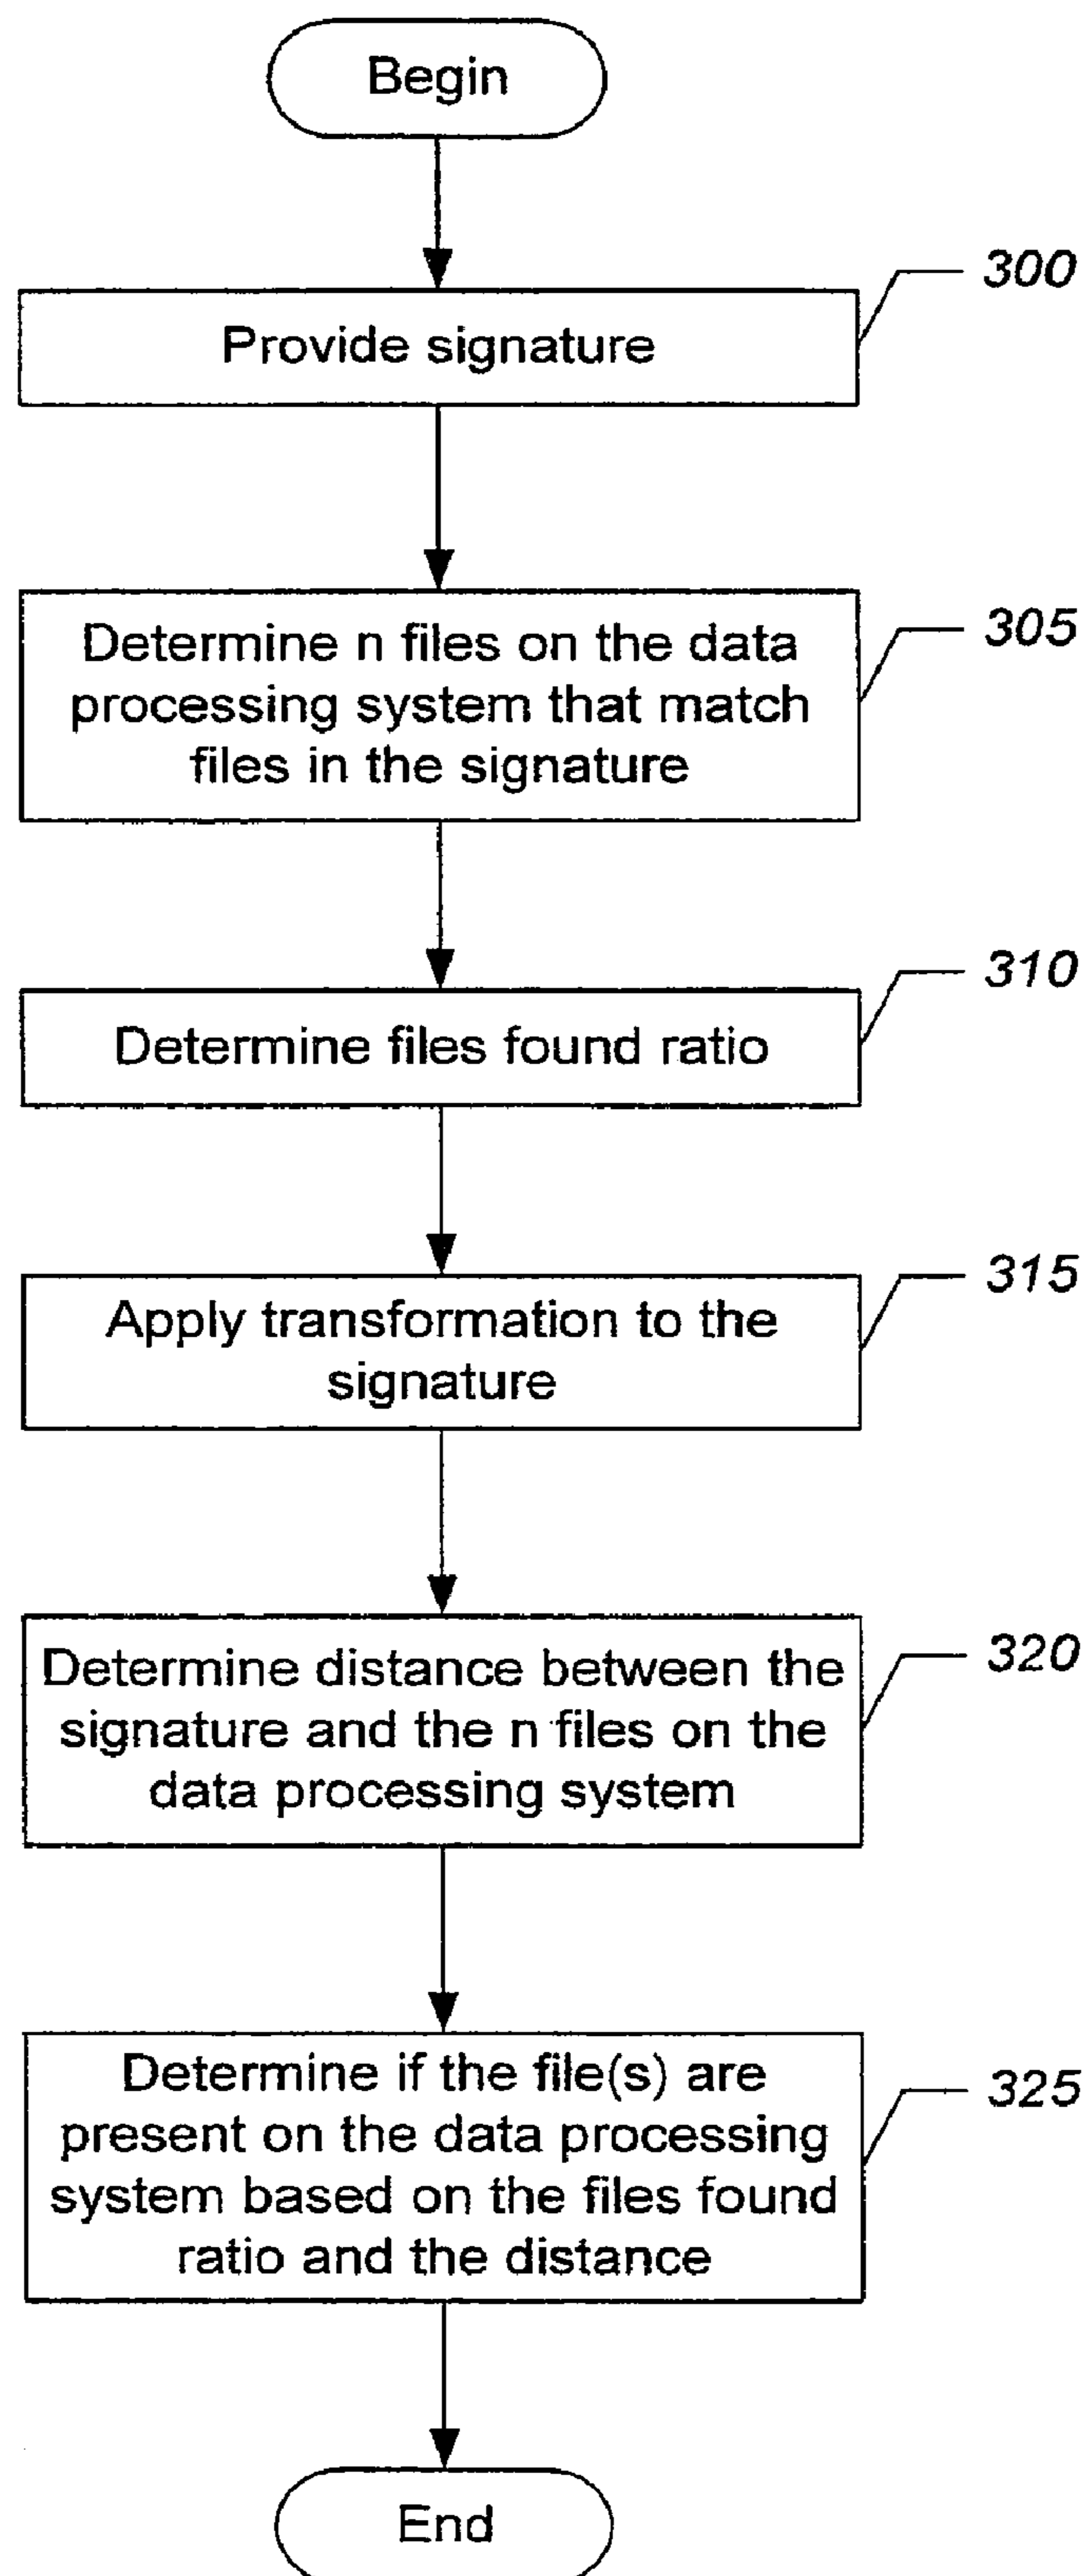 Begin
300
Provide signature
305
Determine n files on the data
processing system that match
files in the signature
310
Determine files found ratio
315
Apply transformation to the
signature
320
Determine distance between the
signature and the n files on the
data processing system
325
Determine if the file(s) are
present on the data processing
system based on the files found
ratio and the distance
End